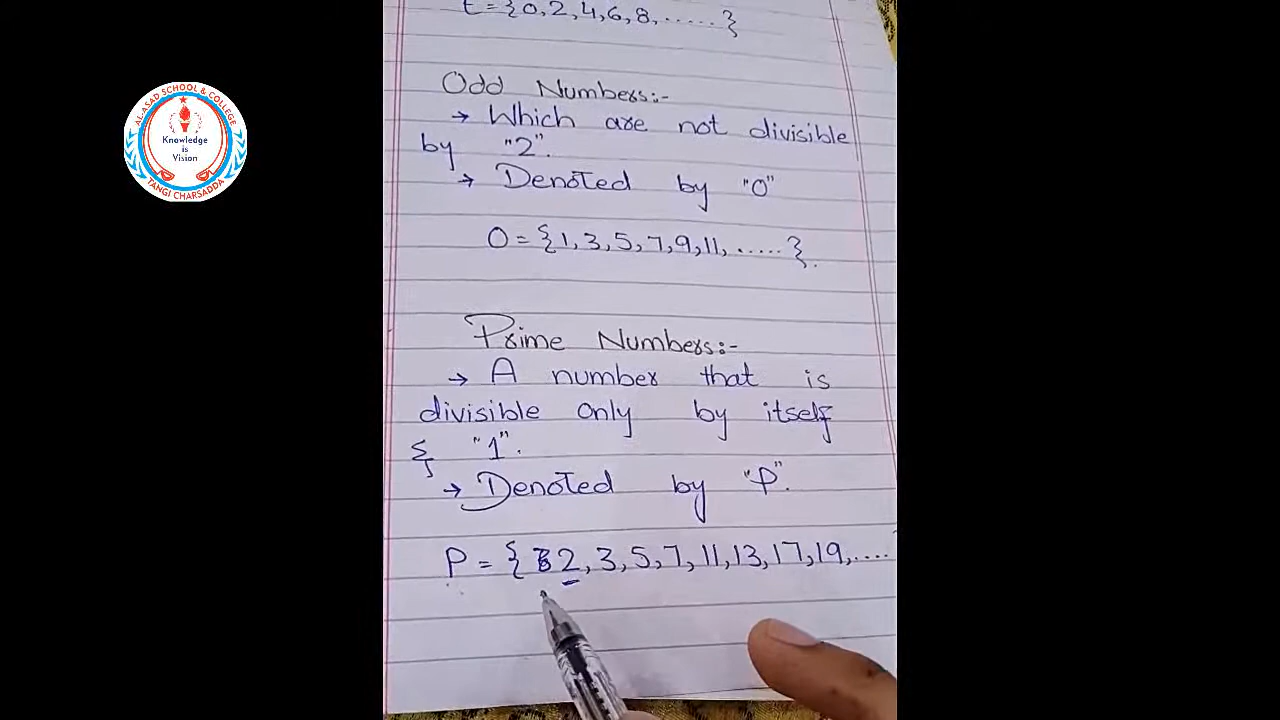 E = {0, 2, 4, 6, 8, ......}
Odd Numbers:-
→ Which are not divisible
by "2".
→ Denoted by "O"
O = {1, 3, 5, 7, 9, 11, ......}.
Prime Numbers:-
→ A number that is
divisible only by itself
& "1".
→ Denoted by "P".
P = { 2, 3, 5, 7, 11, 13, 17, 19, ....
AL-ASAD SCHOOL & COLLEGE
Knowledge
is
Vision
TANGI CHARSADDA